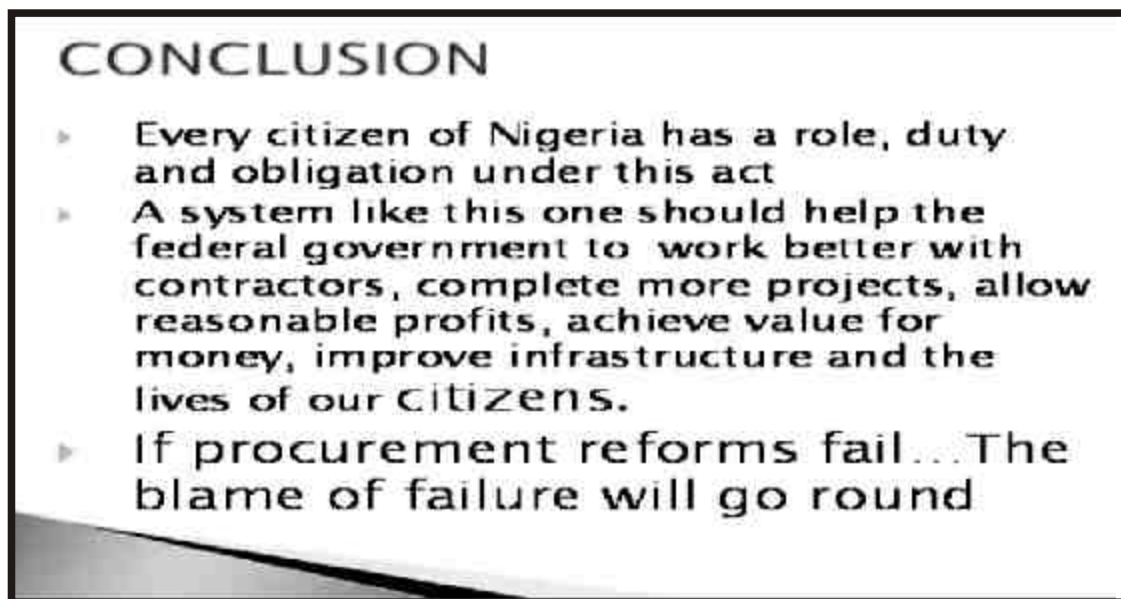 CONCLUSION
Every citizen of Nigeria has a role, duty
and obligation under this act
A system like this one should help the
federal government to work better with
contractors, complete more projects, allow
reasonable profits, achieve value for
money, improve infrastructure and the
lives of our citizens.
If procurement reforms fail...The
blame of failure will go round